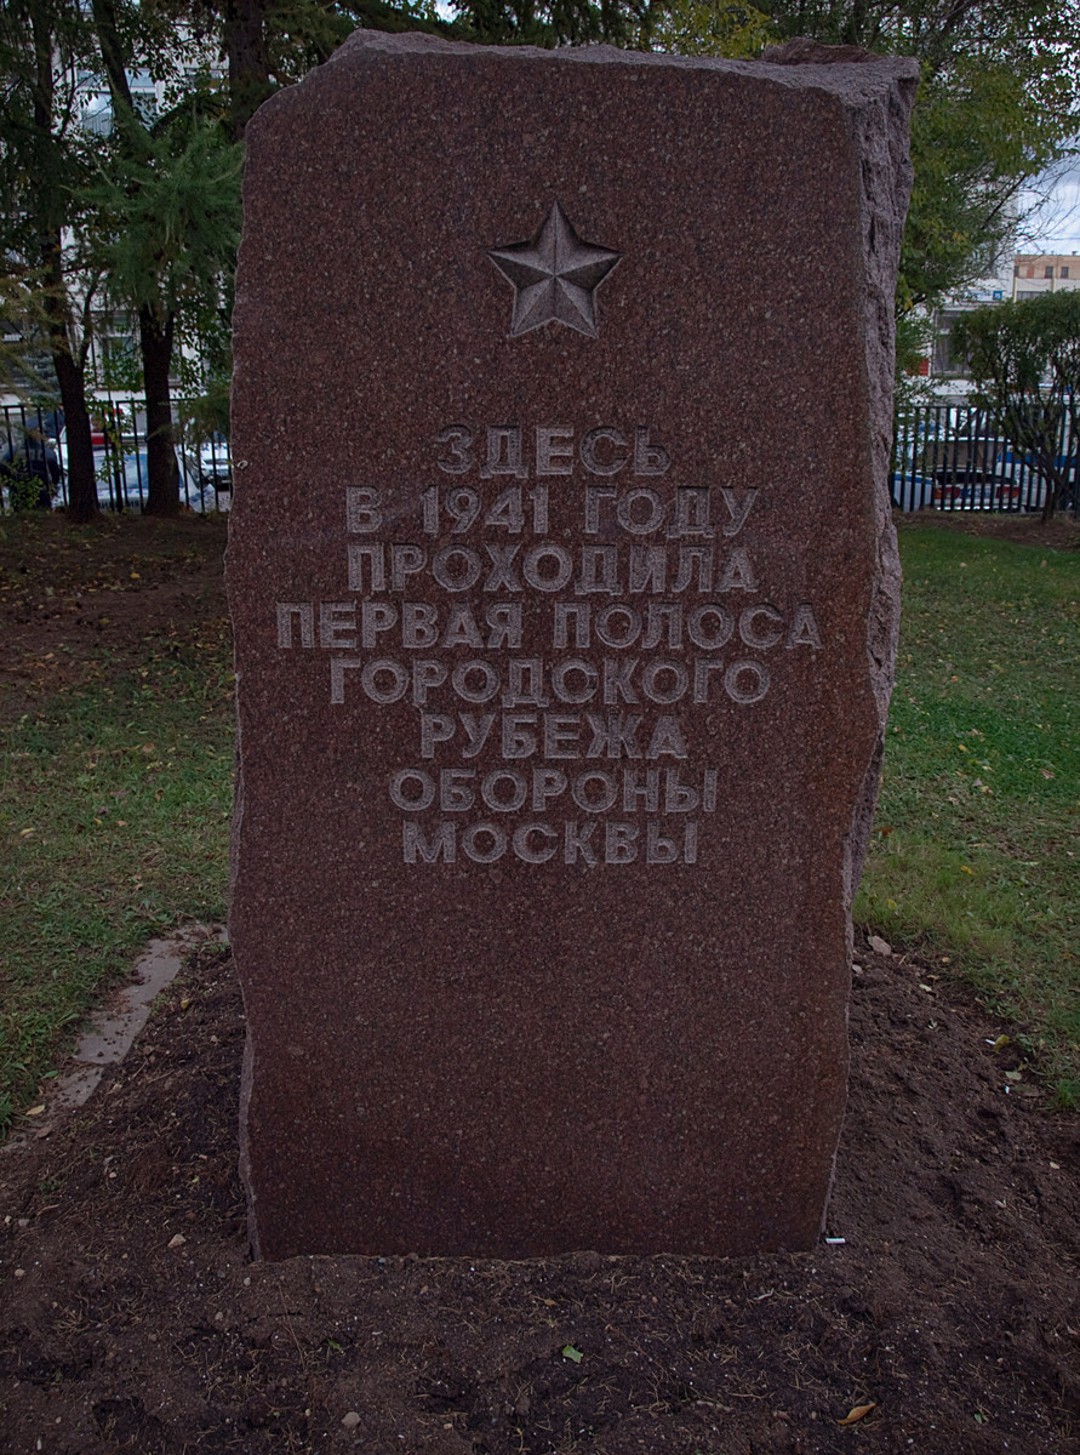 ЗДЕСЬ
В 1941 ГОДУ
ПРОХОДИЛА
ПЕРВАЯ ПОЛОСА
ГОРОДСКОГО
РУБЕЖА
ОБОРОНЫ
МОСКВЫ